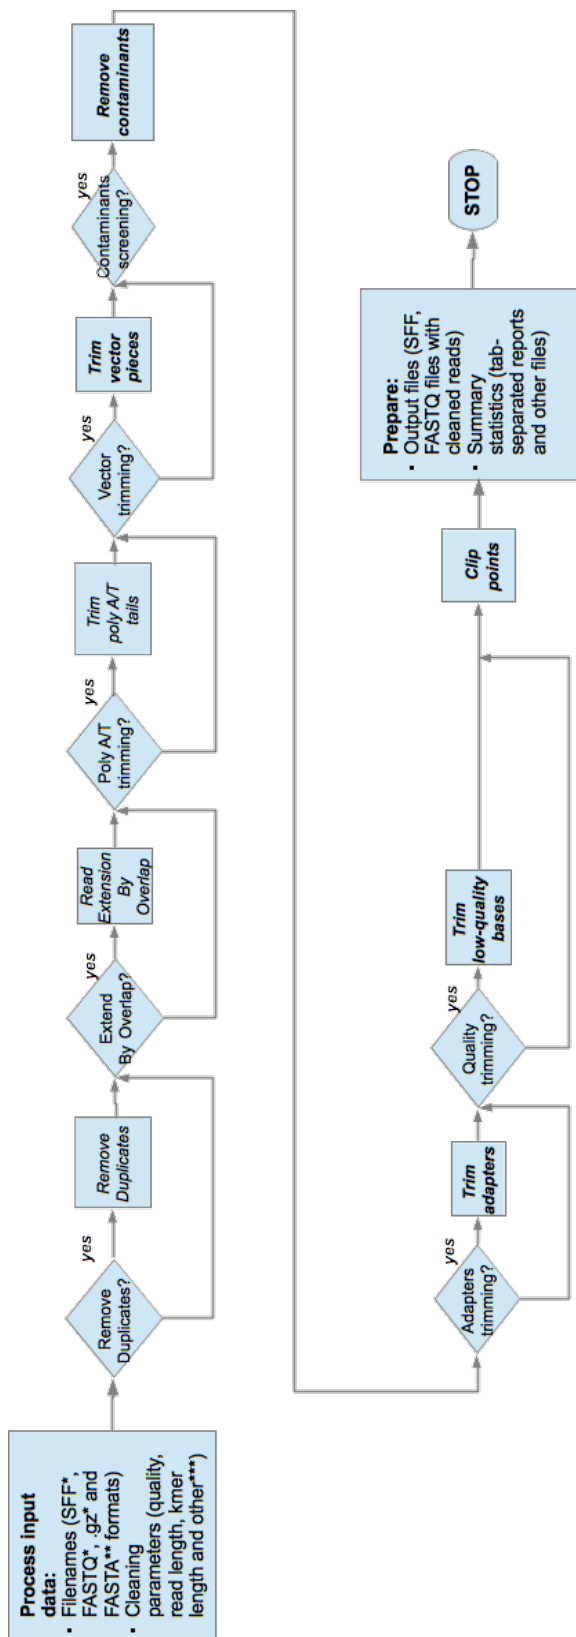 Process input
data:
• Filenames (SFF*,
FASTQ*, .gz* and
FASTA** formats)
• Cleaning
parameters (quality,
read length, kmer
length and other***)
Remove
Duplicates?
yes
Remove
Duplicates
Extend
By Overlap?
yes
Read
Extension
By
Overlap
Poly A/T
trimming?
yes
Trim
poly A/T
tails
Vector
trimming?
yes
Trim
vector
pieces
Contaminants
screening?
yes
Remove
contaminants
Adapters
trimming?
yes
Trim
adapters
Quality
trimming?
yes
Trim
low-quality
bases
Clip
points
Prepare:
• Output files (SFF,
FASTQ files with
cleaned reads)
• Summary
statistics (tab-
separated reports
and other files)
STOP